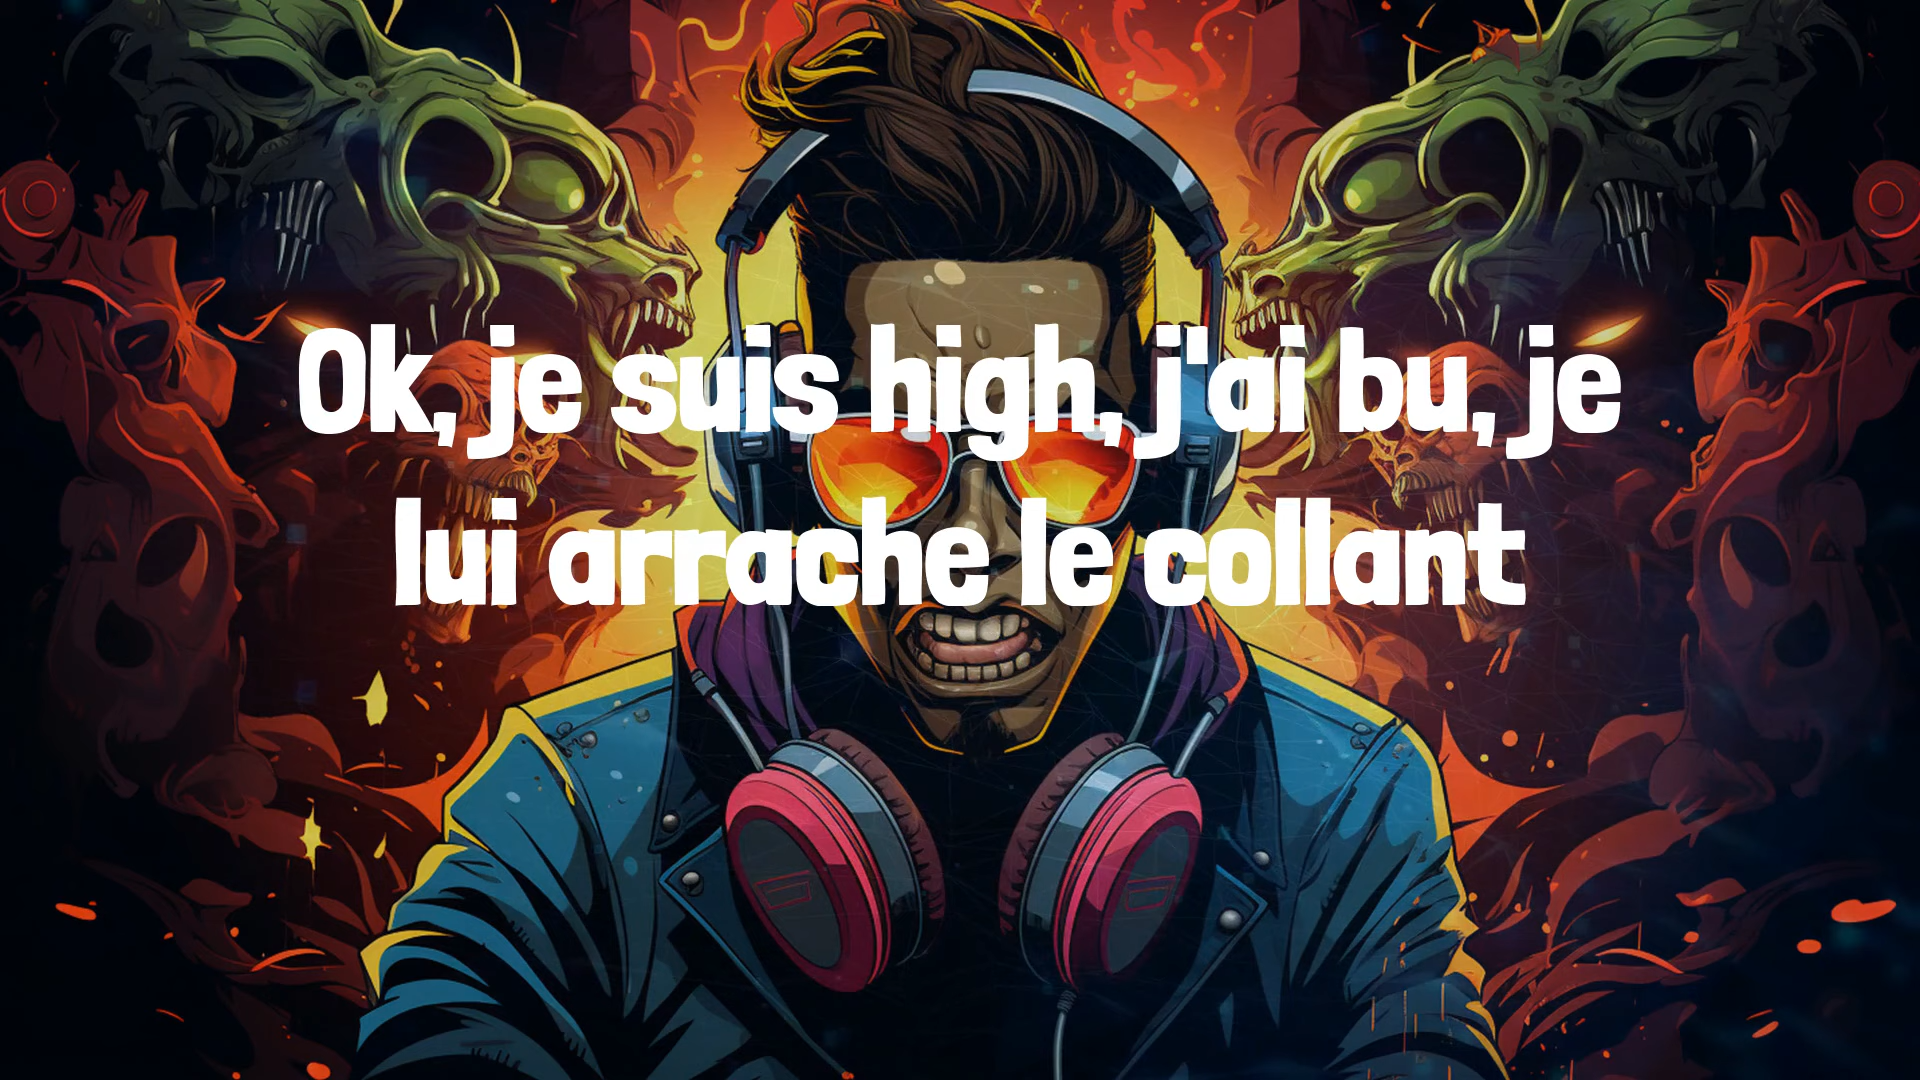 Ok, je suis high, j'ai bu, je
lui arrache le collant